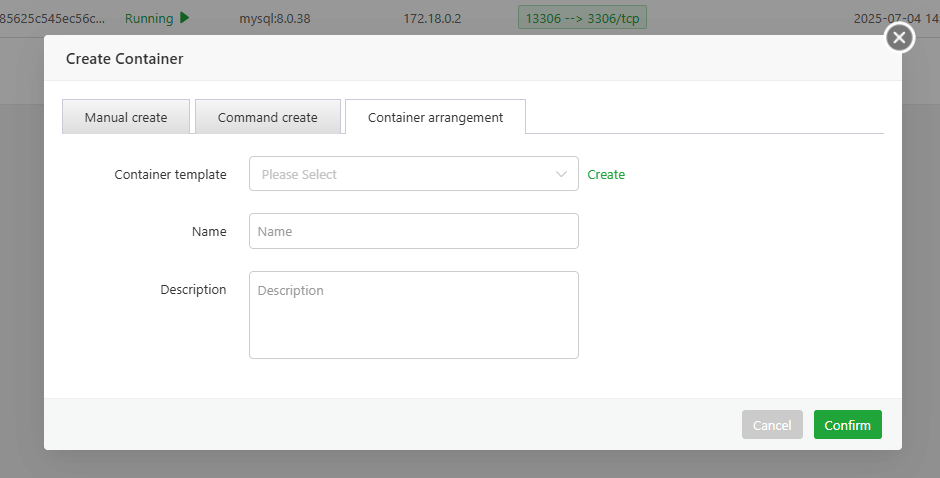 85625c545ec56c... Running mysql:8.0.38 172.18.0.2 13306 --> 3306/tcp 2025-07-04 14
Create Container
Manual create Command create Container arrangement
Container template Please Select Create
Name Name
Description Description
Cancel Confirm